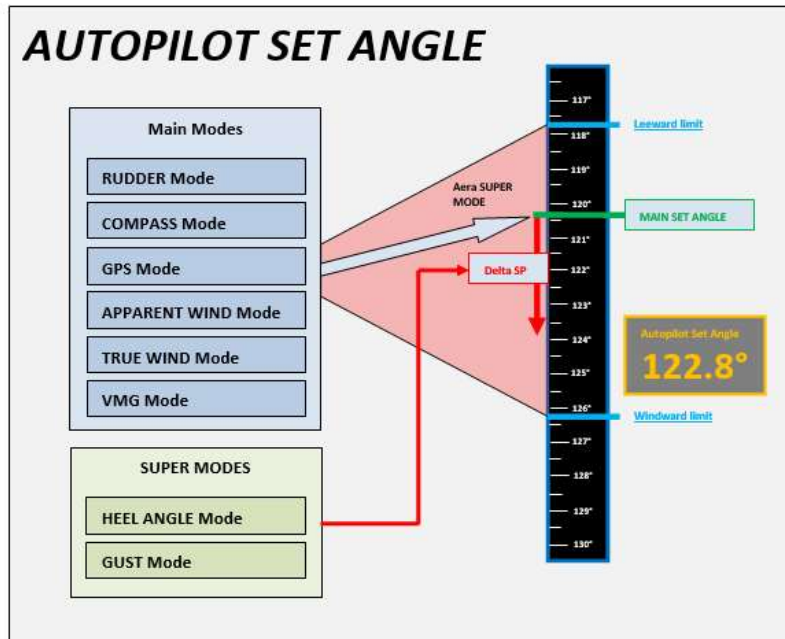 AUTOPILOT SET ANGLE
Main Modes
RUDDER Mode
COMPASS Mode
GPS Mode
APPARENT WIND Mode
TRUE WIND Mode
VMG Mode
SUPER MODES
HEEL ANGLE Mode
GUST Mode
Aera SUPER
MODE
Delta SP
117°
118°
119°
120°
121°
122°
123°
124°
125°
126°
127°
128°
129°
130°
Leeward limit
MAIN SET ANGLE
Autopilot Set Angle
122.8°
Windward limit